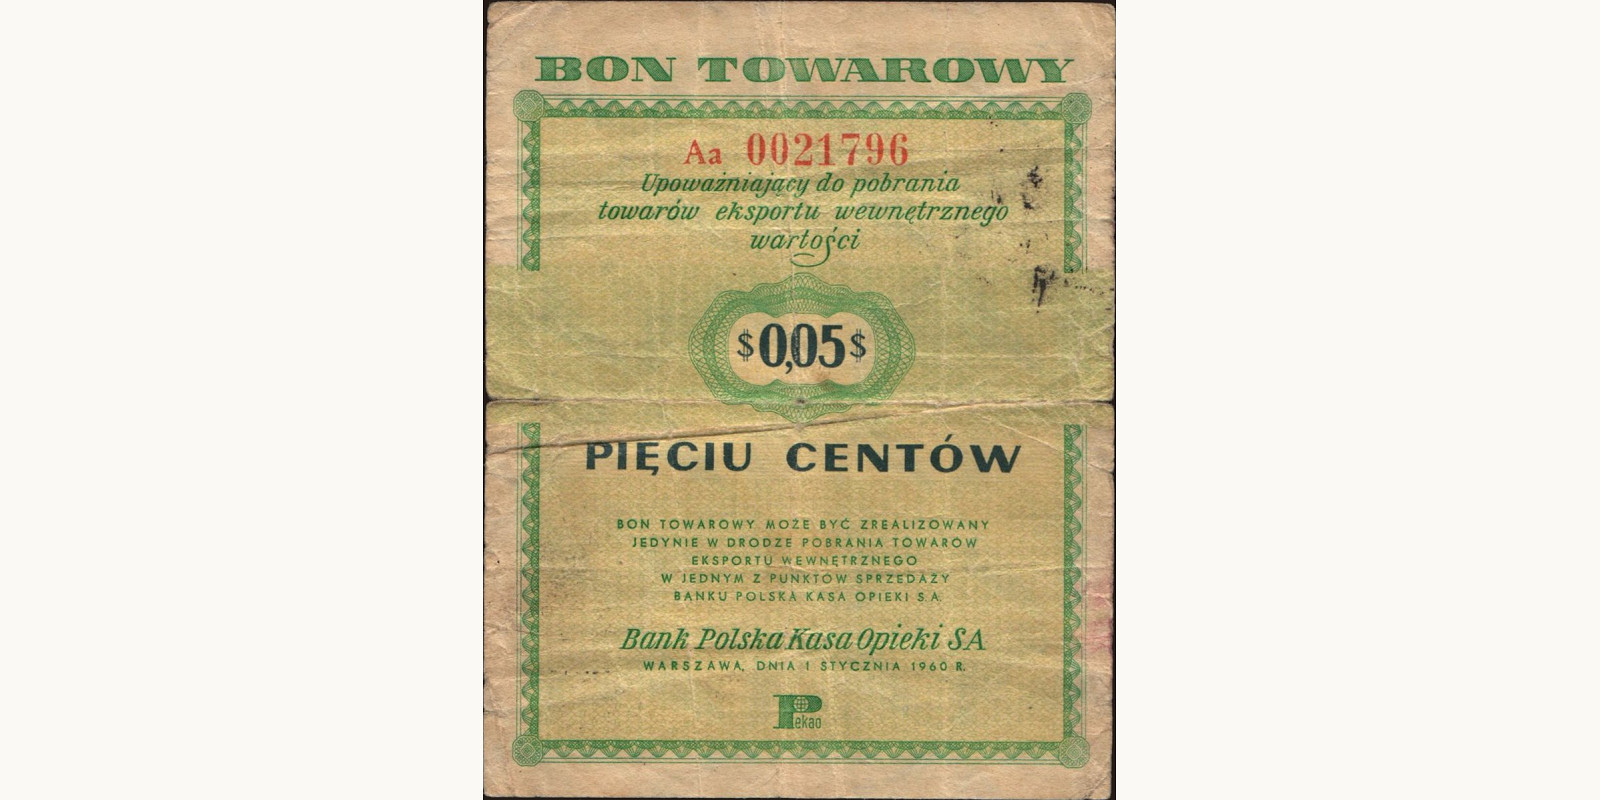 BON TOWAROWY
Aa 0021796
Upoważniający do pobrania
towarów eksportu wewnętrznego
wartości
$ 0,05 $
PIĘCIU CENTÓW
BON TOWAROWY MOŻE BYĆ ZREALIZOWANY
JEDYNIE W DRODZE POBRANIA TOWARÓW
EKSPORTU WEWNĘTRZNEGO
W JEDNYM Z PUNKTÓW SPRZEDAŻY
BANKU POLSKA KASA OPIEKI S.A.
Bank Polska Kasa Opieki SA
WARSZAWA, DNIA 1 STYCZNIA 1960 R.
Pekao